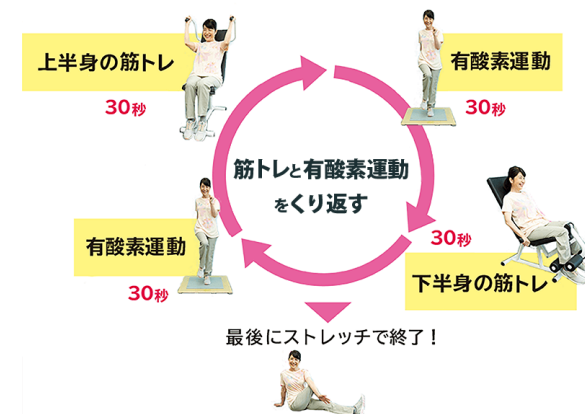 上半身の筋トレ
30秒
有酸素運動
30秒
筋トレと有酸素運動
をくり返す
30秒
下半身の筋トレ
有酸素運動
30秒
最後にストレッチで終了！